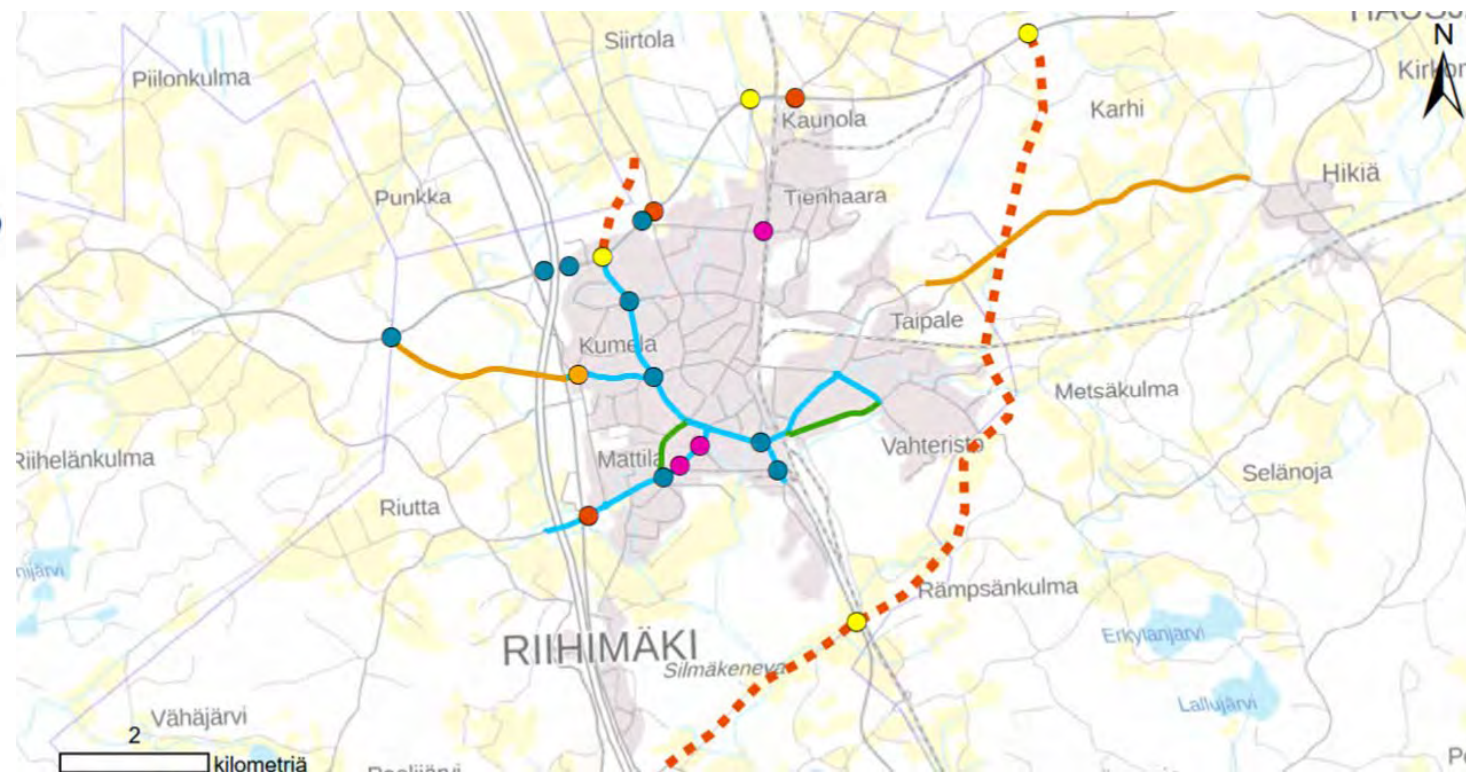 Siirtola
N
Piilonkulma
Karhi
Kaunola
Hikiä
Punkka
Tienhaara
Taipale
Kumela
Metsäkulma
Vahteristo
Mattila
Selänoja
Riutta
Rämpsänkulma
Erkylänjärvi
RIIHIMÄKI
Silmäkeneva
Lallujärvi
Vähäjärvi
2
kilometriä